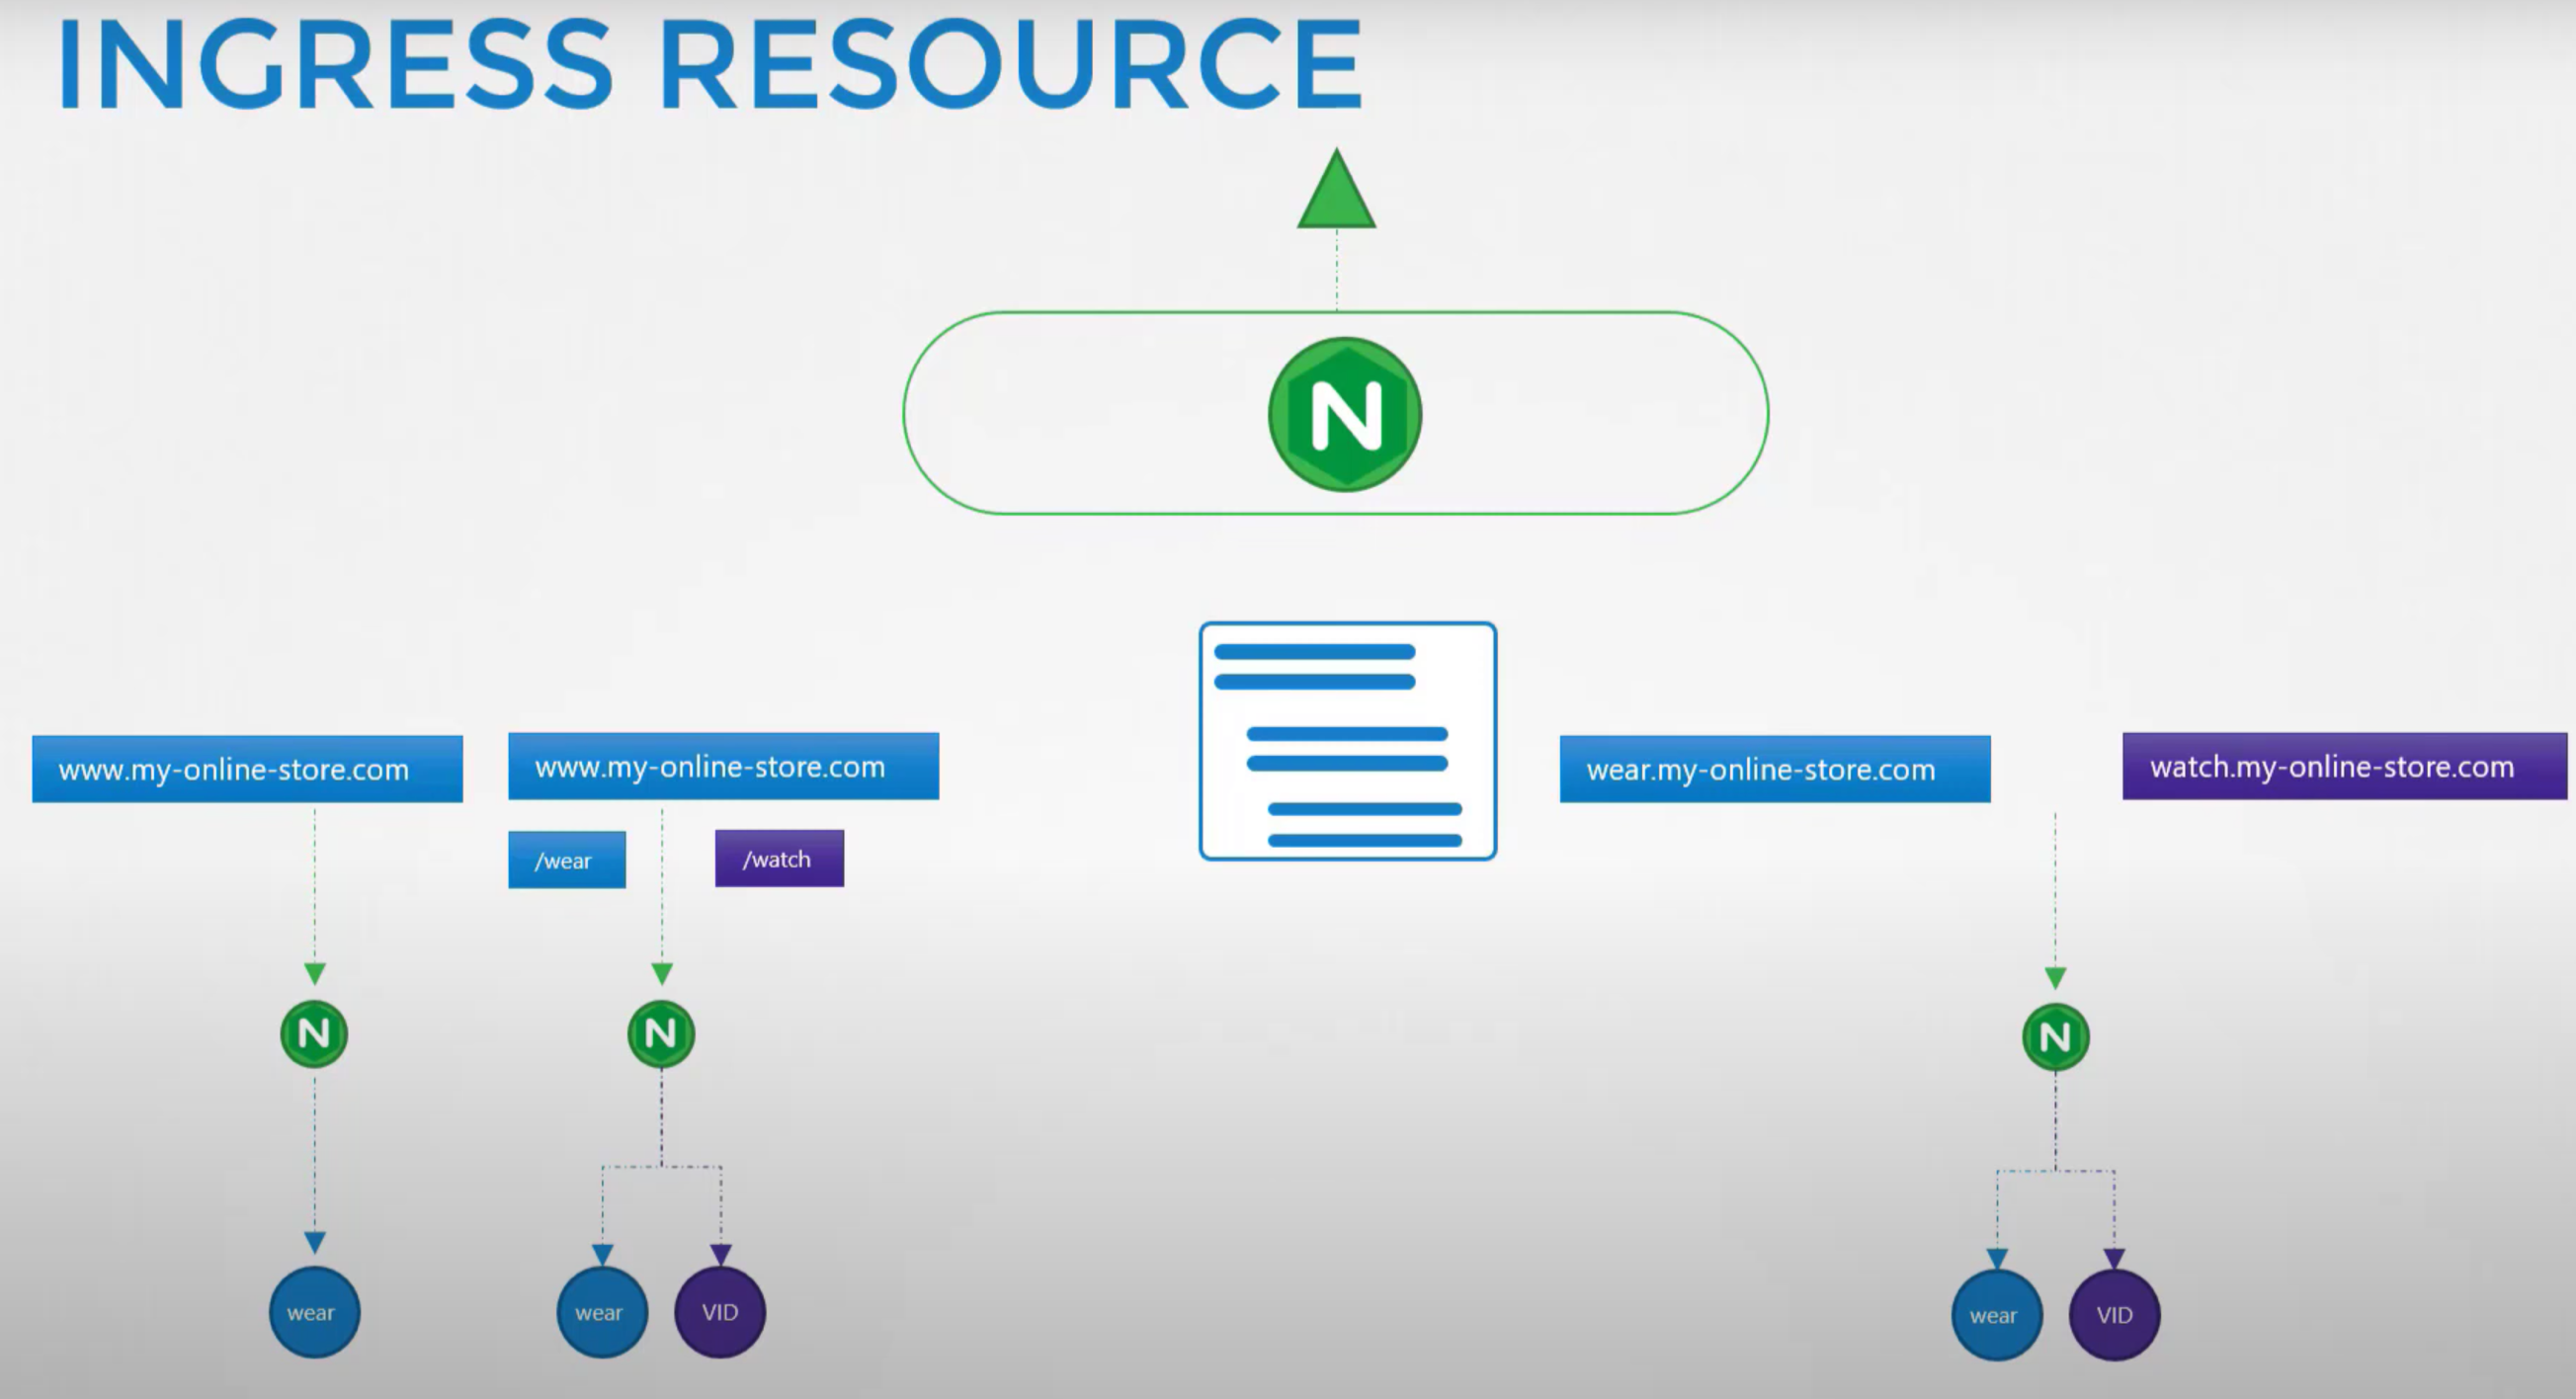 INGRESS RESOURCE
N
www.my-online-store.com
www.my-online-store.com
wear.my-online-store.com
watch.my-online-store.com
/wear
/watch
N
N
N
wear
wear
VID
wear
VID